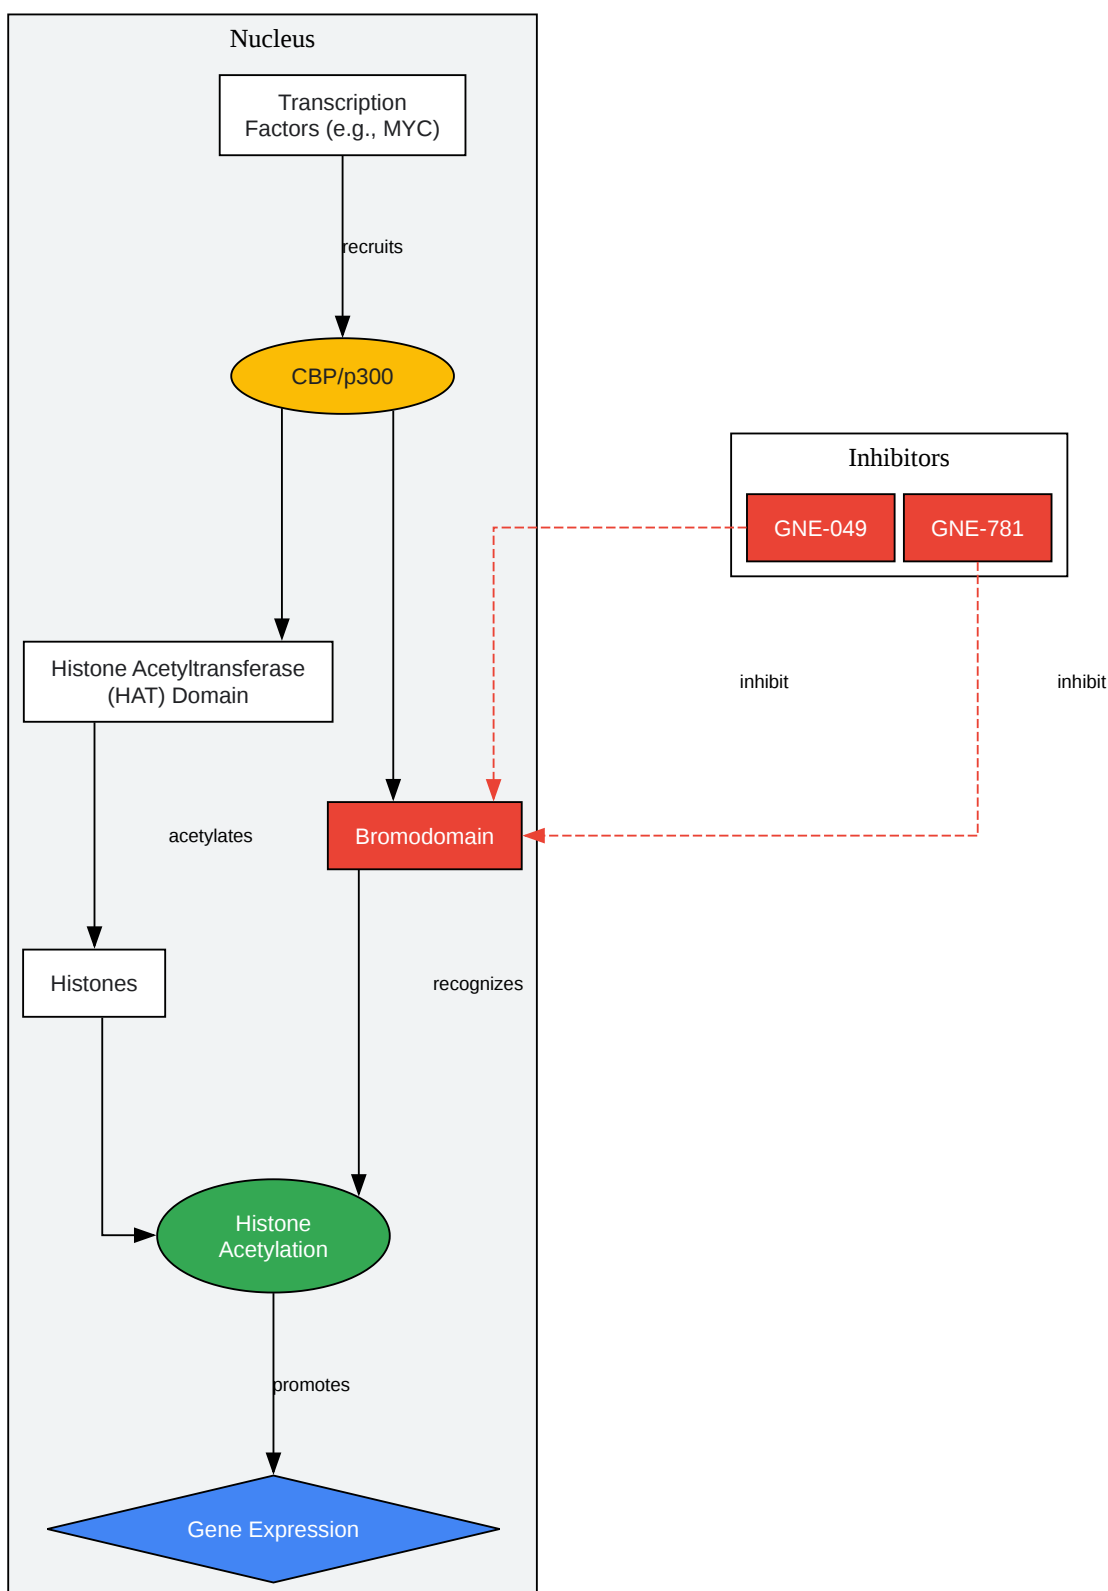 Nucleus
Transcription
Factors (e.g., MYC)
recruits
CBP/p300
Inhibitors
GNE-049
GNE-781
Histone Acetyltransferase
(HAT) Domain
inhibit
inhibit
acetylates
Bromodomain
Histones
recognizes
Histone
Acetylation
promotes
Gene Expression